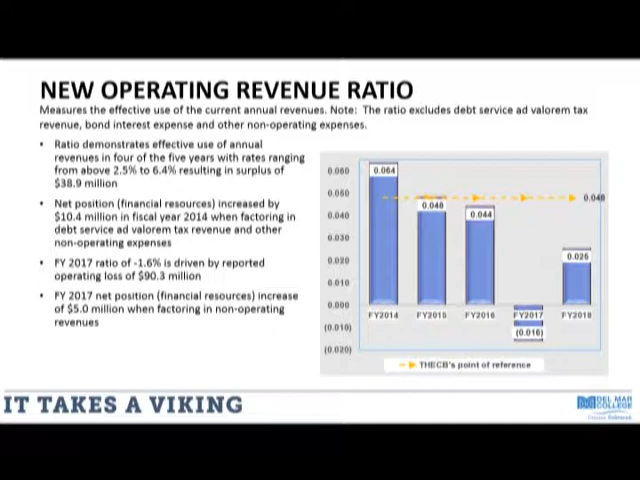 NEW OPERATING REVENUE RATIO
Measures the effective use of the current annual revenues. Note: The ratio excludes debt service ad valorem tax
revenue, bond interest expense and other non-operating expenses.
• Ratio demonstrates effective use of annual
revenues in four of the five years with rates ranging
from above 2.5% to 6.4% resulting in surplus of
$38.9 million
• Net position (financial resources) increased by
$10.4 million in fiscal year 2014 when factoring in
debt service ad valorem tax revenue and other
non-operating expenses
• FY 2017 ratio of -1.6% is driven by reported
operating loss of $90.3 million
• FY 2017 net position (financial resources) increase
of $5.0 million when factoring in non-operating
revenues
0.060
0.050
0.040
0.030
0.020
0.010
0.000
(0.010)
(0.020)
0.064
0.048
0.044
(0.016)
0.025
0.048
FY2014 FY2015 FY2016 FY2017 FY2018
THECB's point of reference
IT TAKES A VIKING
DEL MAR
COLLEGE